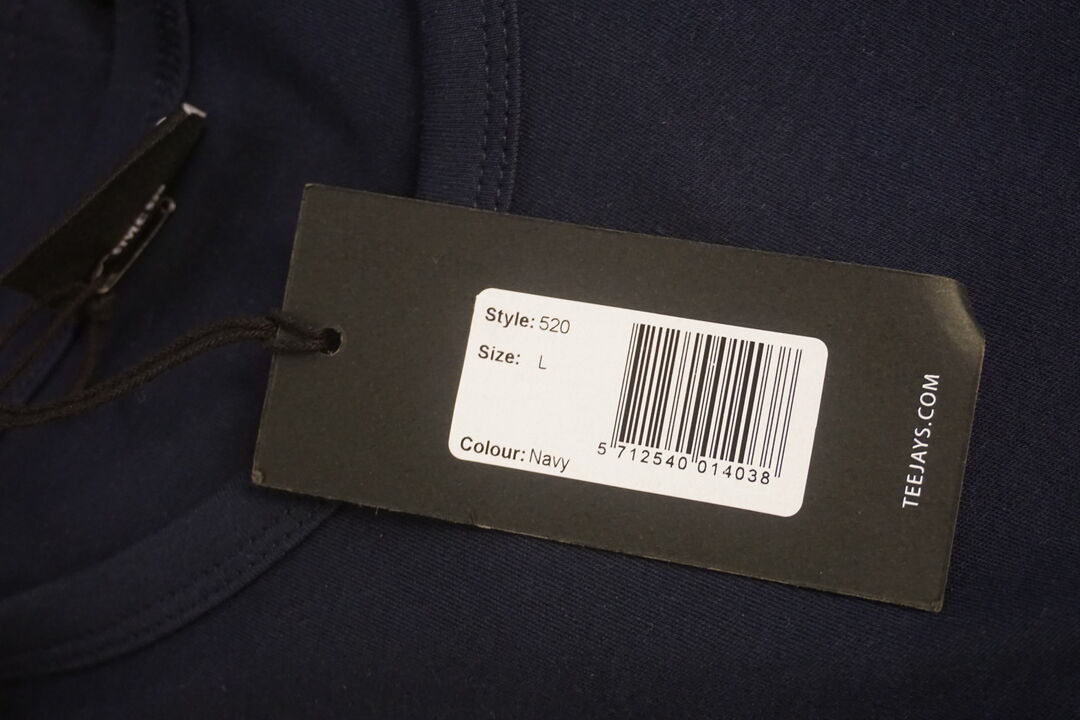 Style: 520
Size: L
Colour: Navy
5 712540 014038
TEEJAYS.COM